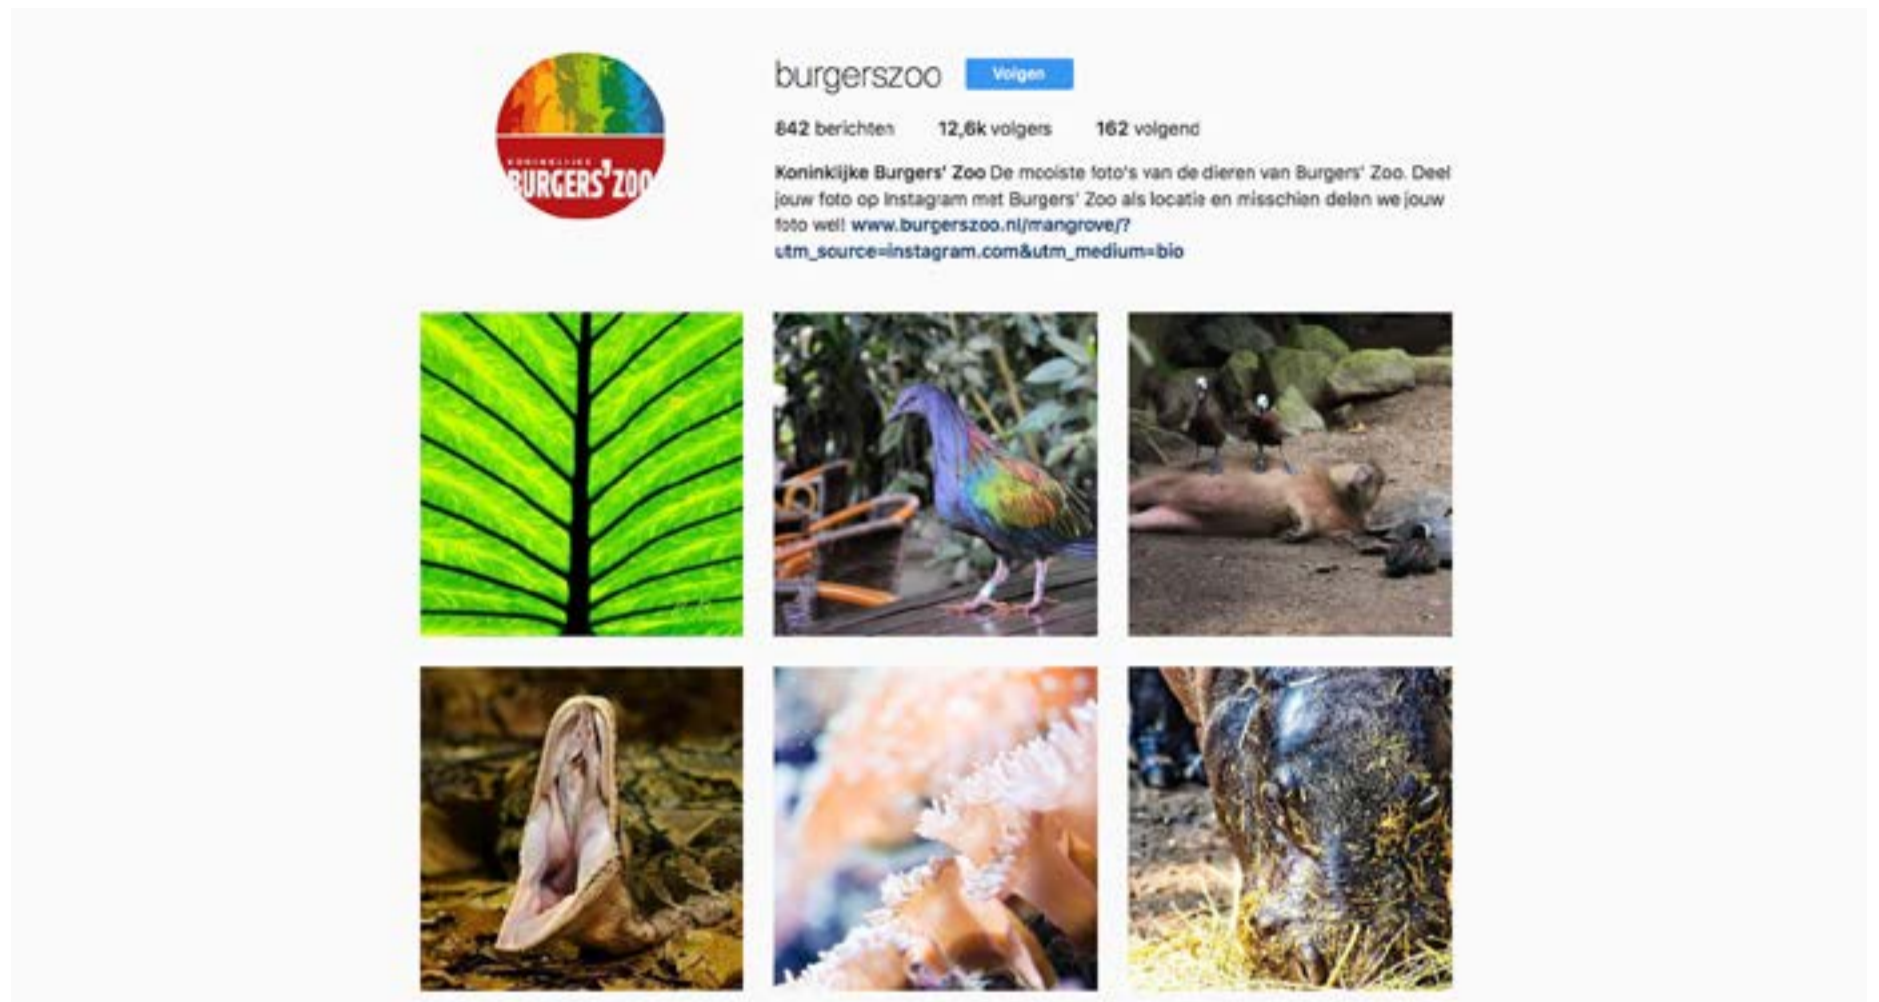 burgerszoo Volgen
842 berichten 12,6k volgers 162 volgend
Koninklijke Burgers' Zoo De mooiste foto's van de dieren van Burgers' Zoo. Deel
jouw foto op Instagram met Burgers' Zoo als locatie en misschien delen we jouw
foto wel! www.burgerszoo.nl/mangrove/?
utm_source=instagram.com&utm_medium=bio
KONINKLIJKE
BURGERS' ZOO